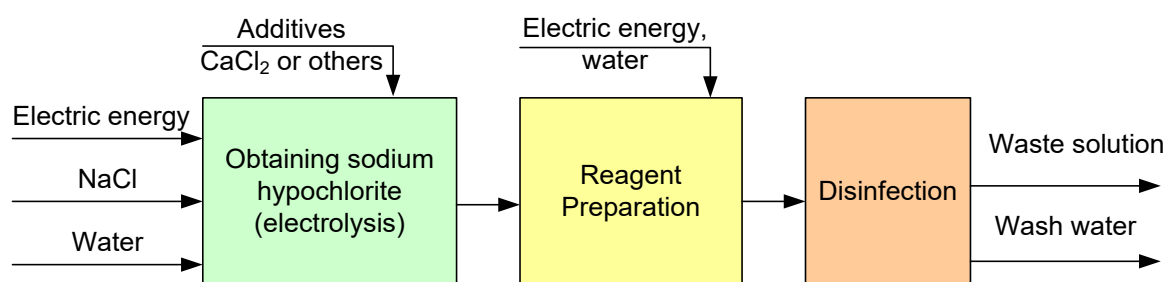 Additives
CaCl₂ or others
Electric energy,
water
Electric energy
NaCl
Water
Obtaining sodium
hypochlorite
(electrolysis)
Reagent
Preparation
Disinfection
Waste solution
Wash water